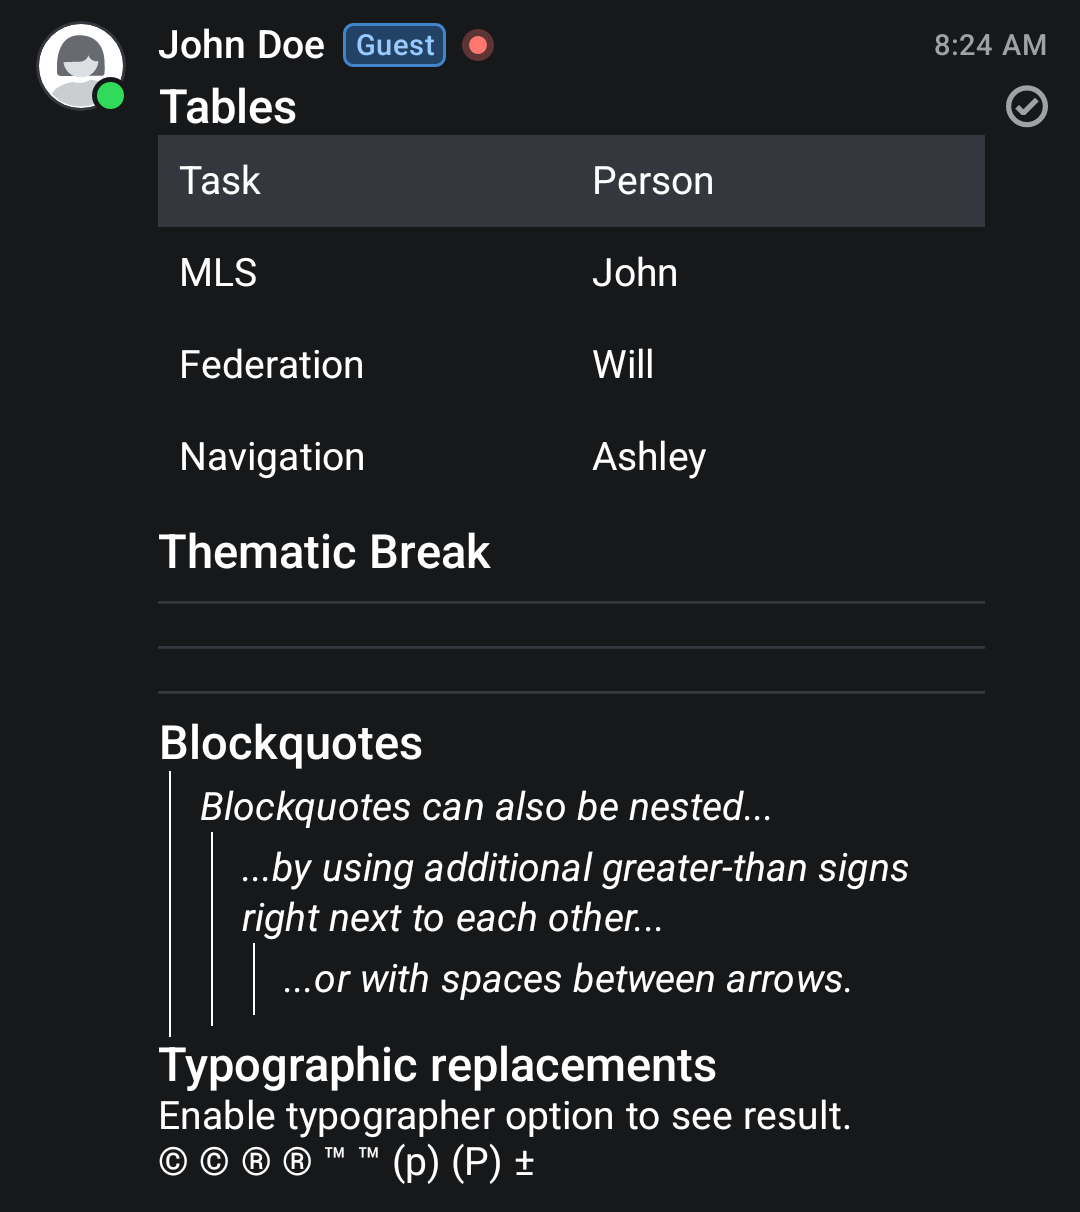 John Doe Guest 8:24 AM
Tables
Task Person
MLS John
Federation Will
Navigation Ashley
Thematic Break
Blockquotes
Blockquotes can also be nested...
...by using additional greater-than signs
right next to each other...
...or with spaces between arrows.
Typographic replacements
Enable typographer option to see result.
© © ® ® ™ ™ (p) (P) ±